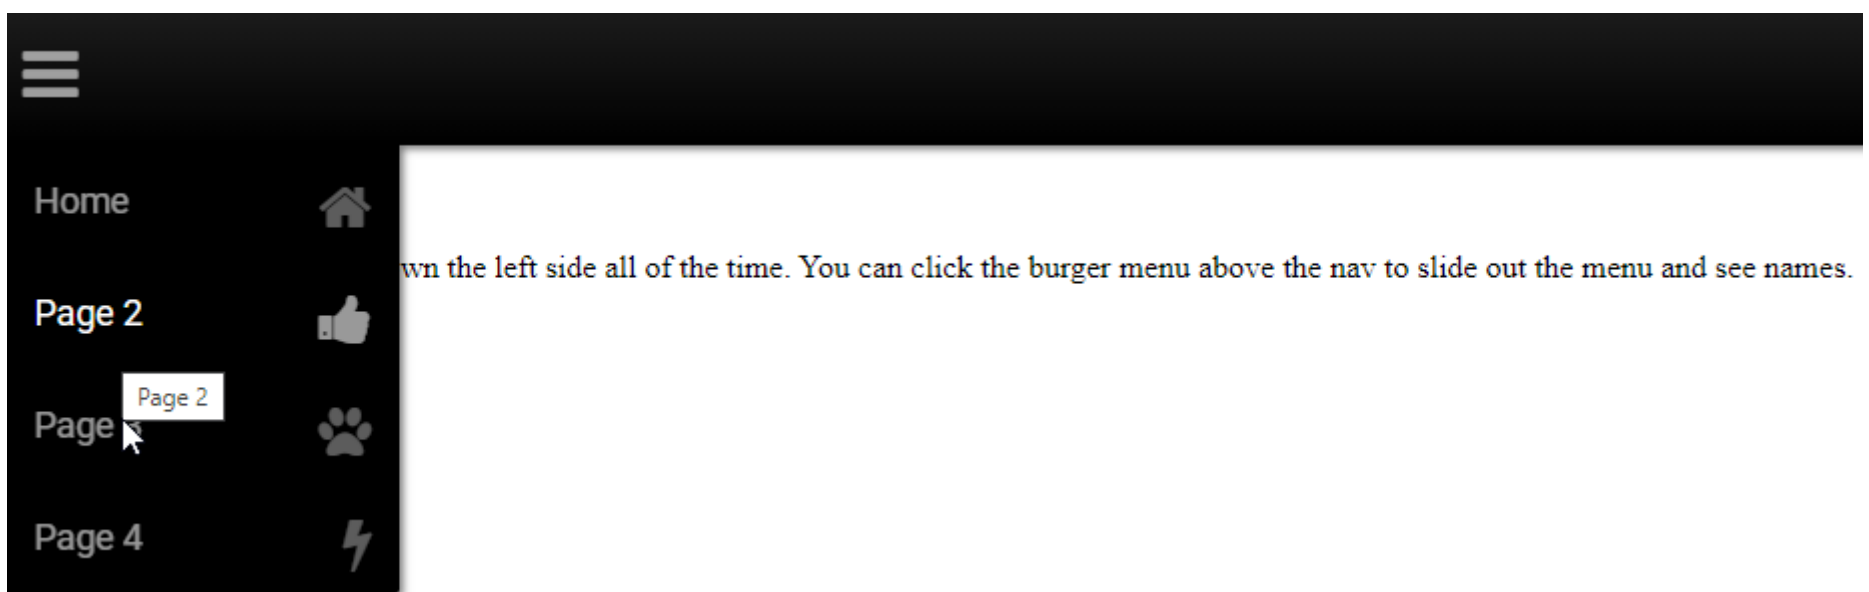 Home
wn the left side all of the time. You can click the burger menu above the nav to slide out the menu and see names.
Page 2
Page 2
Page
Page 4